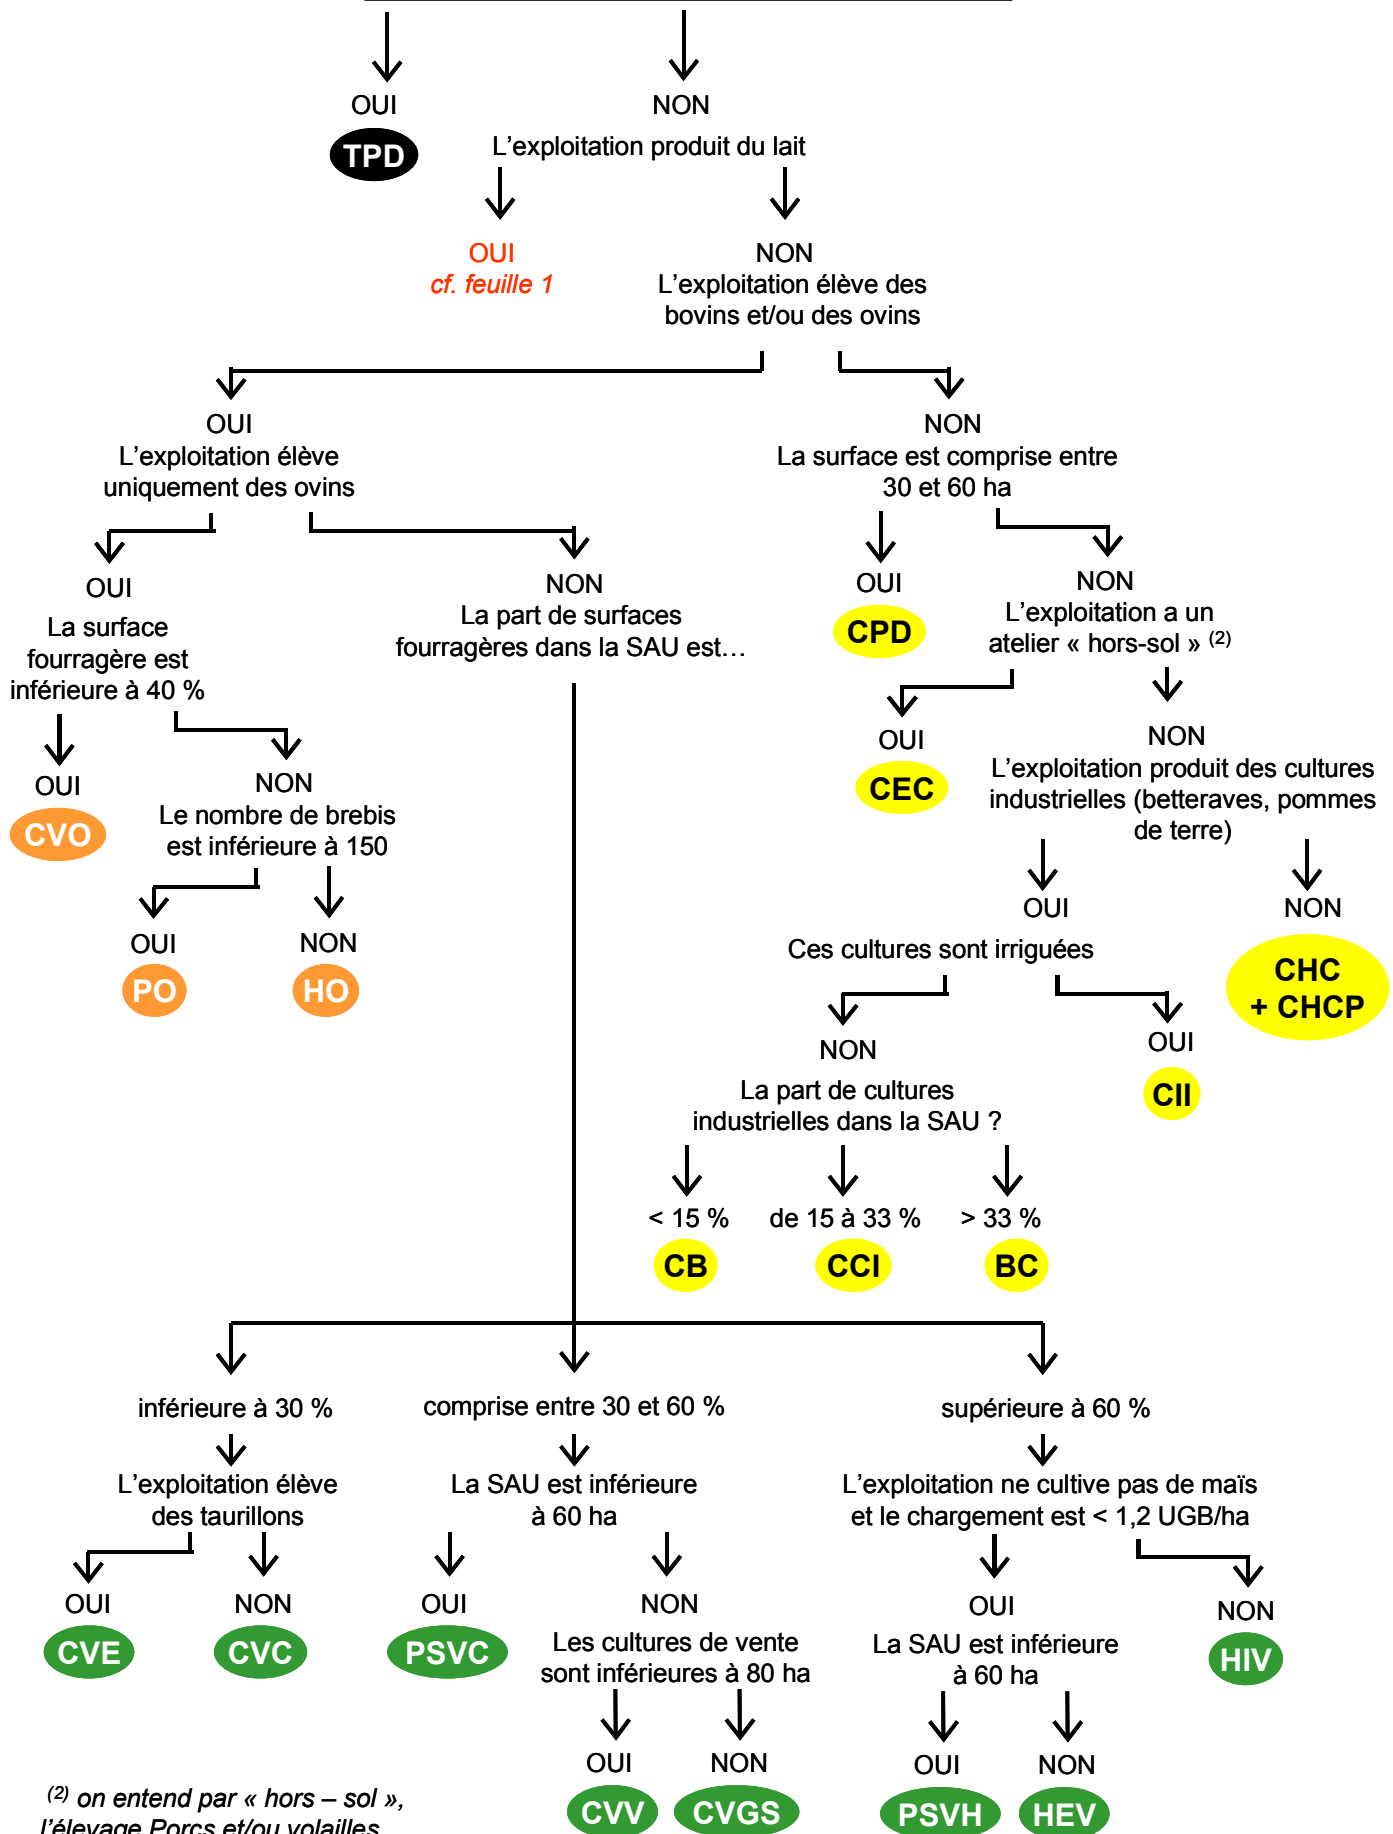 OUI
NON
TPD
L'exploitation produit du lait
OUI
cf. feuille 1
NON
L'exploitation élève des
bovins et/ou des ovins
OUI
L'exploitation élève
uniquement des ovins
NON
La surface est comprise entre
30 et 60 ha
OUI
La surface
fourragère est
inférieure à 40 %
NON
La part de surfaces
fourragères dans la SAU est…
OUI
CPD
NON
L'exploitation a un
atelier « hors-sol » (2)
OUI
CVO
NON
Le nombre de brebis
est inférieure à 150
OUI
CEC
NON
L'exploitation produit des cultures
industrielles (betteraves, pommes
de terre)
OUI
PO
NON
HO
OUI
Ces cultures sont irriguées
NON
CHC
+ CHCP
NON
La part de cultures
industrielles dans la SAU ?
OUI
CII
< 15 %
CB
de 15 à 33 %
CCI
> 33 %
BC
inférieure à 30 %
L'exploitation élève
des taurillons
comprise entre 30 et 60 %
La SAU est inférieure
à 60 ha
supérieure à 60 %
L'exploitation ne cultive pas de maïs
et le chargement est < 1,2 UGB/ha
OUI
CVE
NON
CVC
OUI
PSVC
NON
Les cultures de vente
sont inférieures à 80 ha
OUI
La SAU est inférieure
à 60 ha
NON
HIV
OUI
CVV
NON
CVGS
OUI
PSVH
NON
HEV
(2) on entend par « hors – sol »,
l'élevage Porcs et/ou volailles